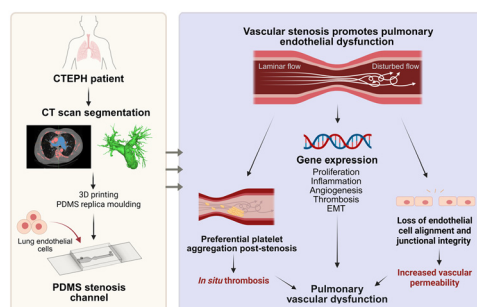 CTEPH patient
CT scan segmentation
3D printing
PDMS replica moulding
Lung endothelial
cells
PDMS stenosis
channel
Vascular stenosis promotes pulmonary
endothelial dysfunction
Laminar flow
Disturbed flow
Gene expression
Proliferation
Inflammation
Angiogenesis
Thrombosis
EMT
Preferential platelet
aggregation post-stenosis
In situ thrombosis
Loss of endothelial
cell alignment and
junctional integrity
Increased vascular
permeability
Pulmonary
vascular dysfunction